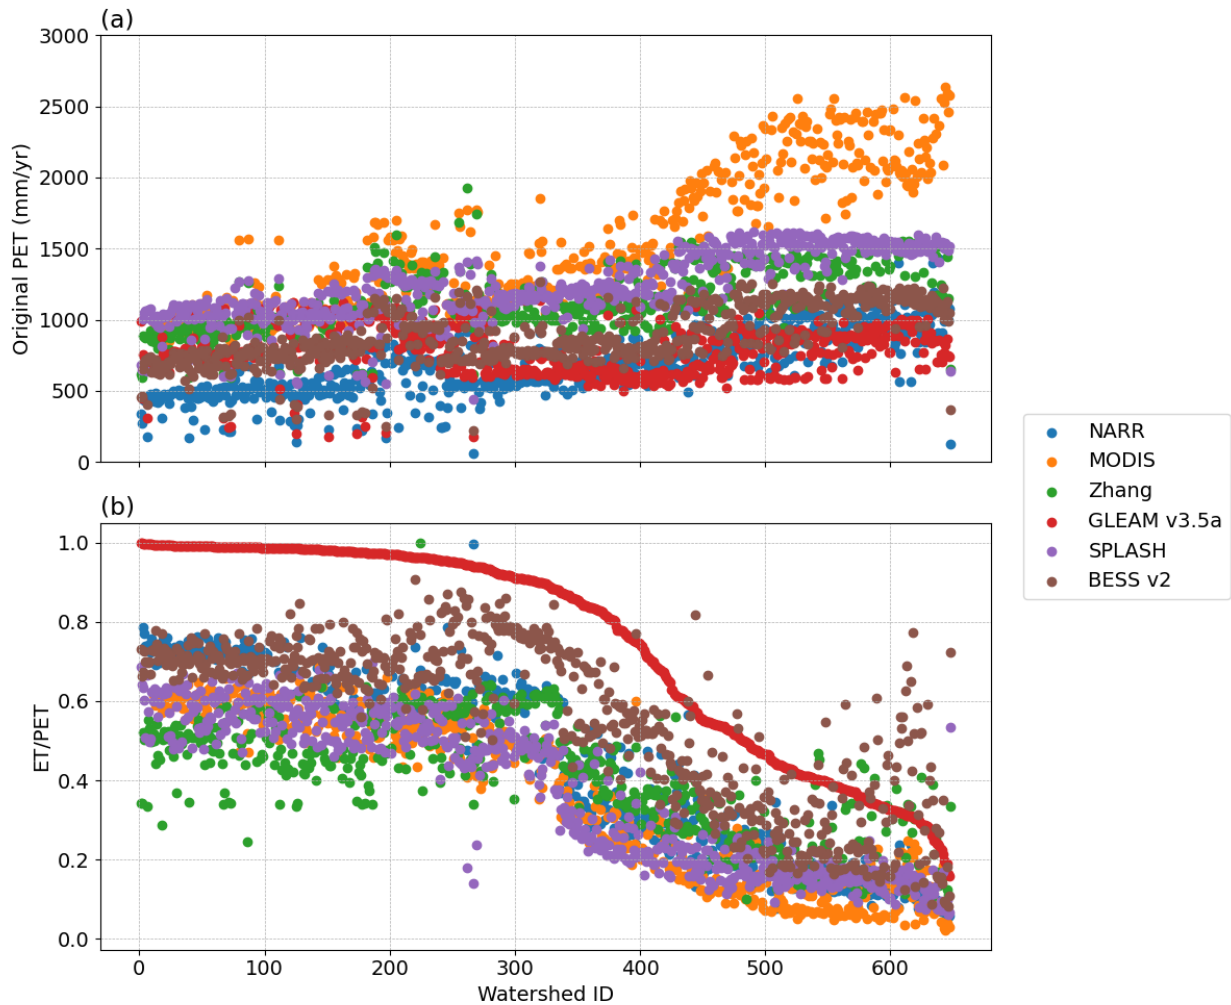 (a)
3000
2500
2000
1500
1000
500
0
Original PET (mm/yr)
(b)
1.0
0.8
0.6
0.4
0.2
0.0
ET/PET
0 100 200 300 400 500 600
Watershed ID
NARR
MODIS
Zhang
GLEAM v3.5a
SPLASH
BESS v2